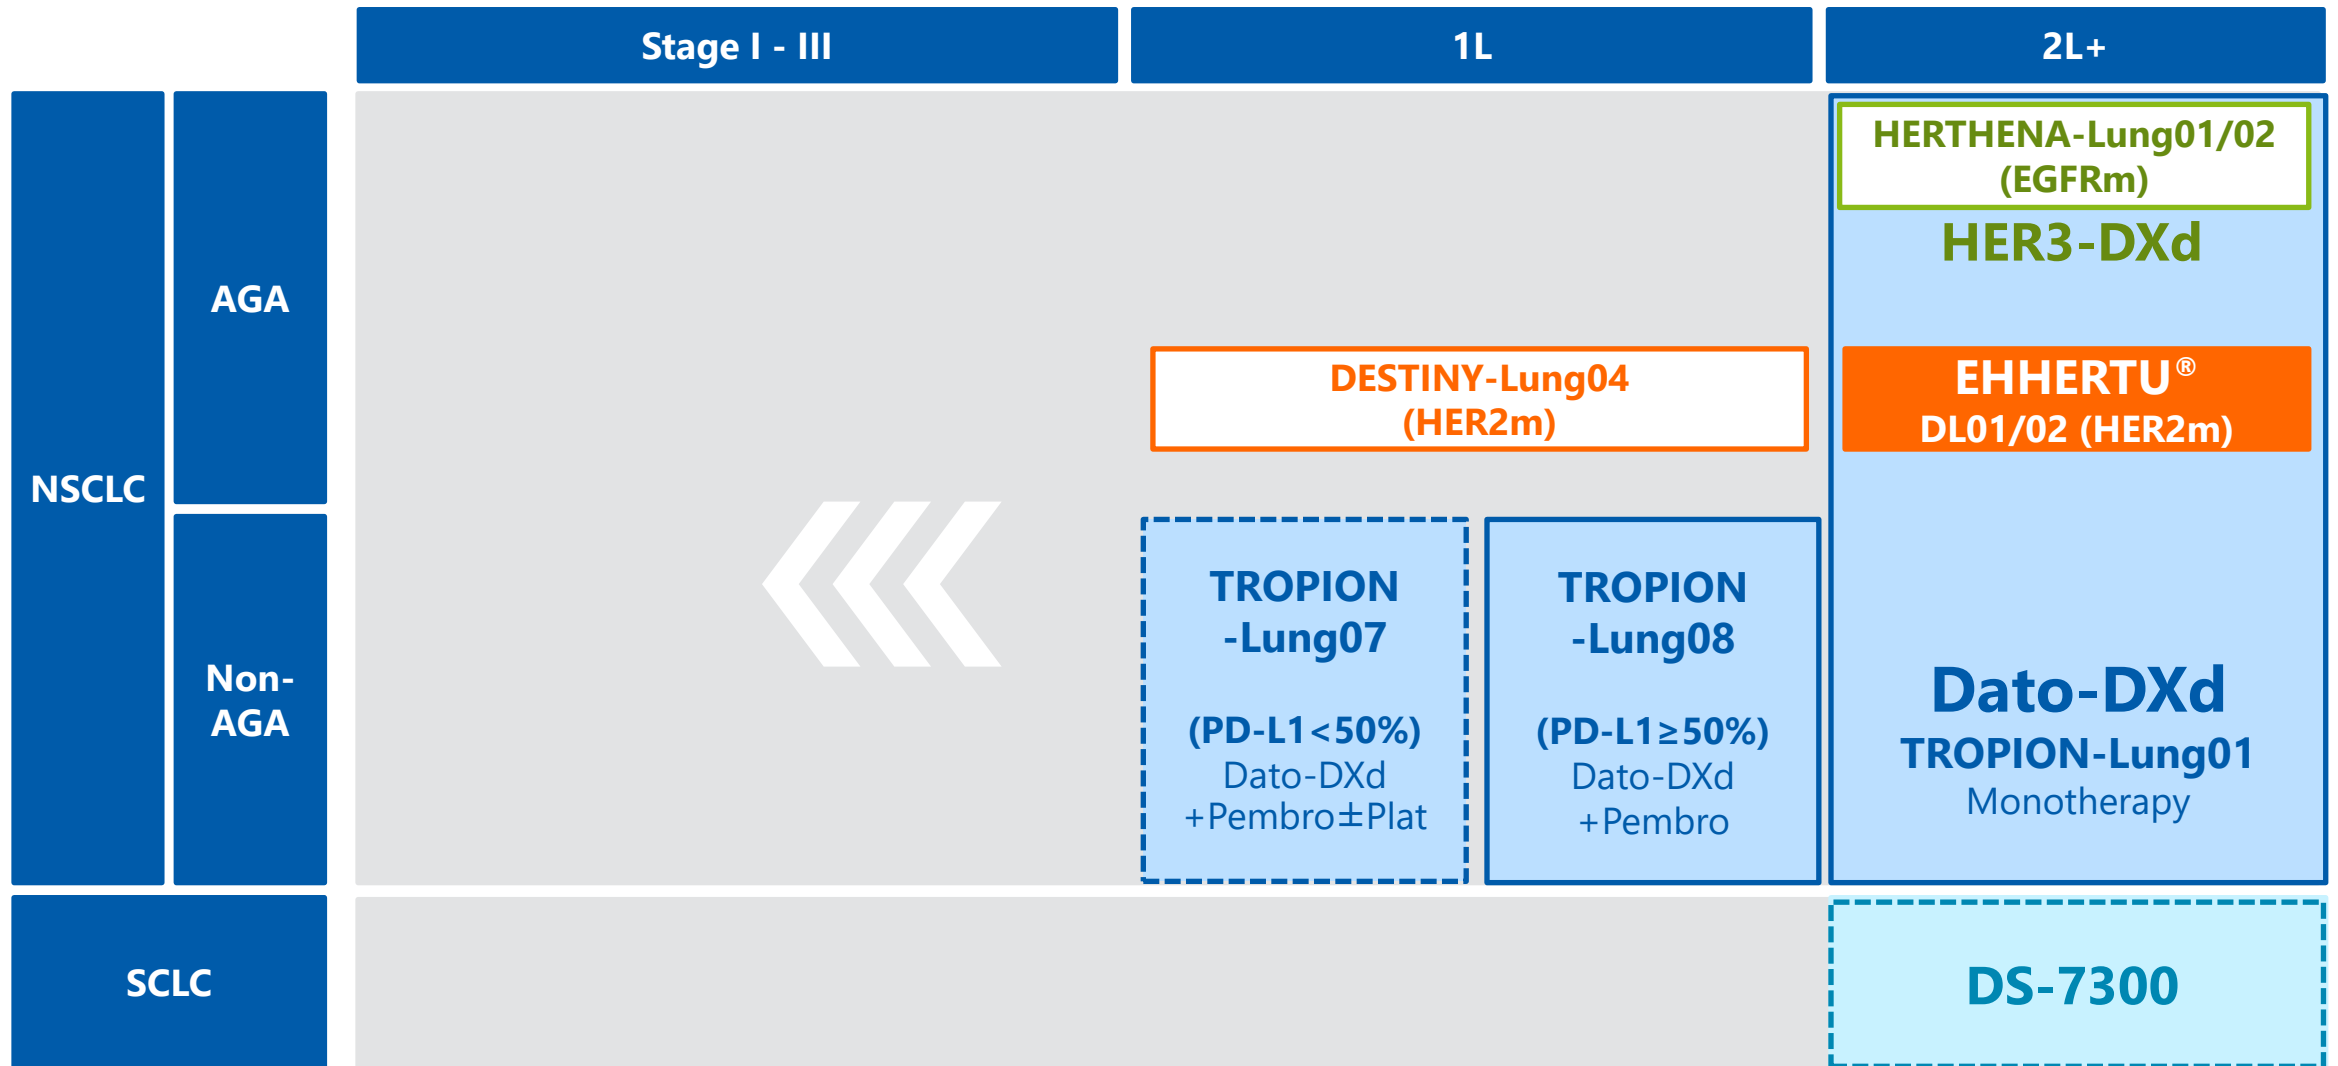 Stage I - III
1L
2L+
NSCLC
AGA
HERTHENA-Lung01/02
(EGFRm)
HER3-DXd
DESTINY-Lung04
(HER2m)
EHHERTU®
DL01/02 (HER2m)
Non-
AGA
TROPION
-Lung07
(PD-L1<50%)
Dato-DXd
+Pembro±Plat
TROPION
-Lung08
(PD-L1≥50%)
Dato-DXd
+Pembro
Dato-DXd
TROPION-Lung01
Monotherapy
SCLC
DS-7300